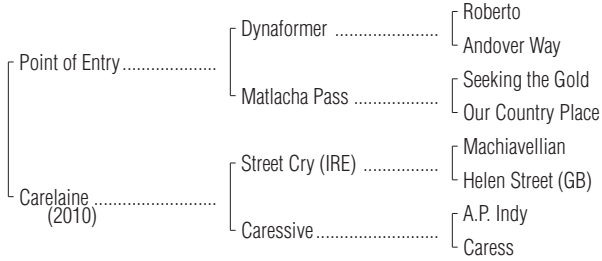 Roberto
Dynaformer ....................
Andover Way
Point of Entry ..................
Seeking the Gold
Matlacha Pass ................
Our Country Place
Machiavellian
Street Cry (IRE) ..............
Helen Street (GB)
Carelaine .......................
(2010)
A.P. Indy
Caressive .......................
Caress